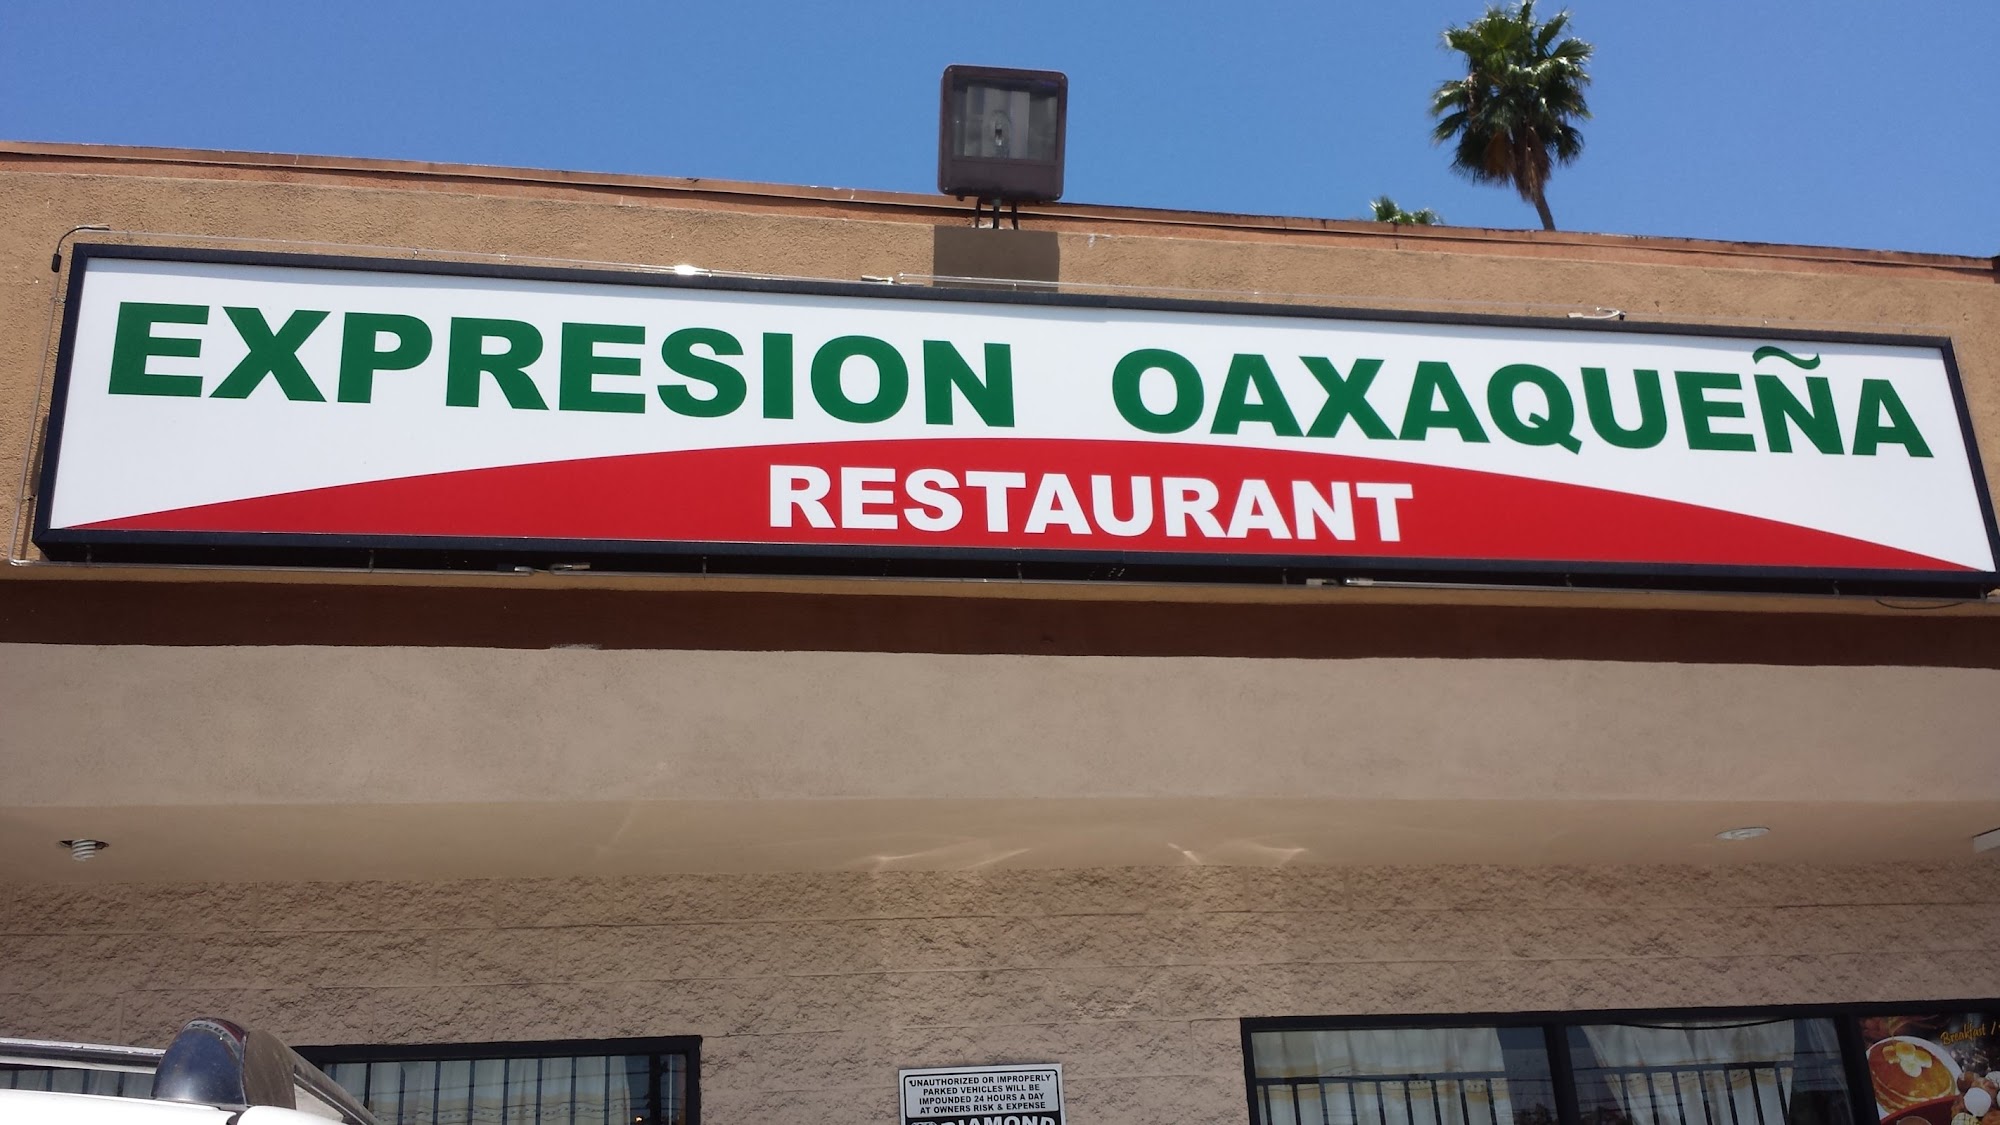 EXPRESION OAXAQUEÑA
RESTAURANT
UNAUTHORIZED OR IMPROPERLY
PARKED VEHICLES WILL BE
IMPOUNDED 24 HOURS A DAY
AT OWNERS RISK & EXPENSE
DIAMOND
Breakfast /